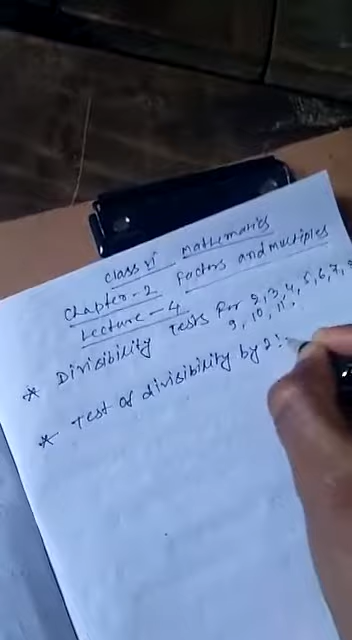 class vi Mathematics
Chapter-2 Factors and Multiples
Lecture-4
* Divisibility Tests For 2,3,4,5,6,7,8
9, 10, 11,
* Test of divisibility by 2:-